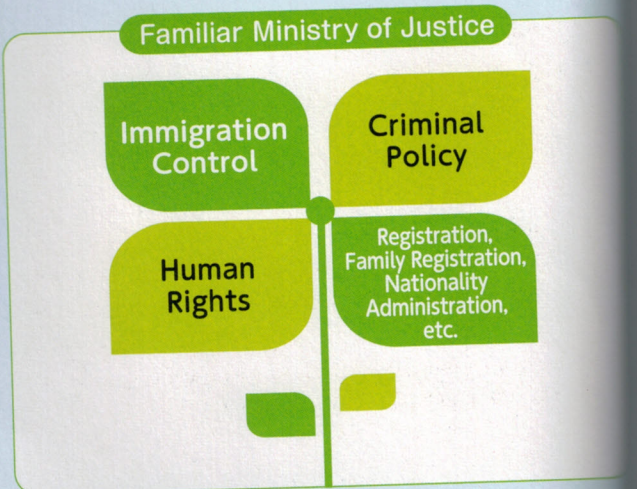 Familiar Ministry of Justice
Immigration
Control
Criminal
Policy
Human
Rights
Registration,
Family Registration,
Nationality
Administration,
etc.